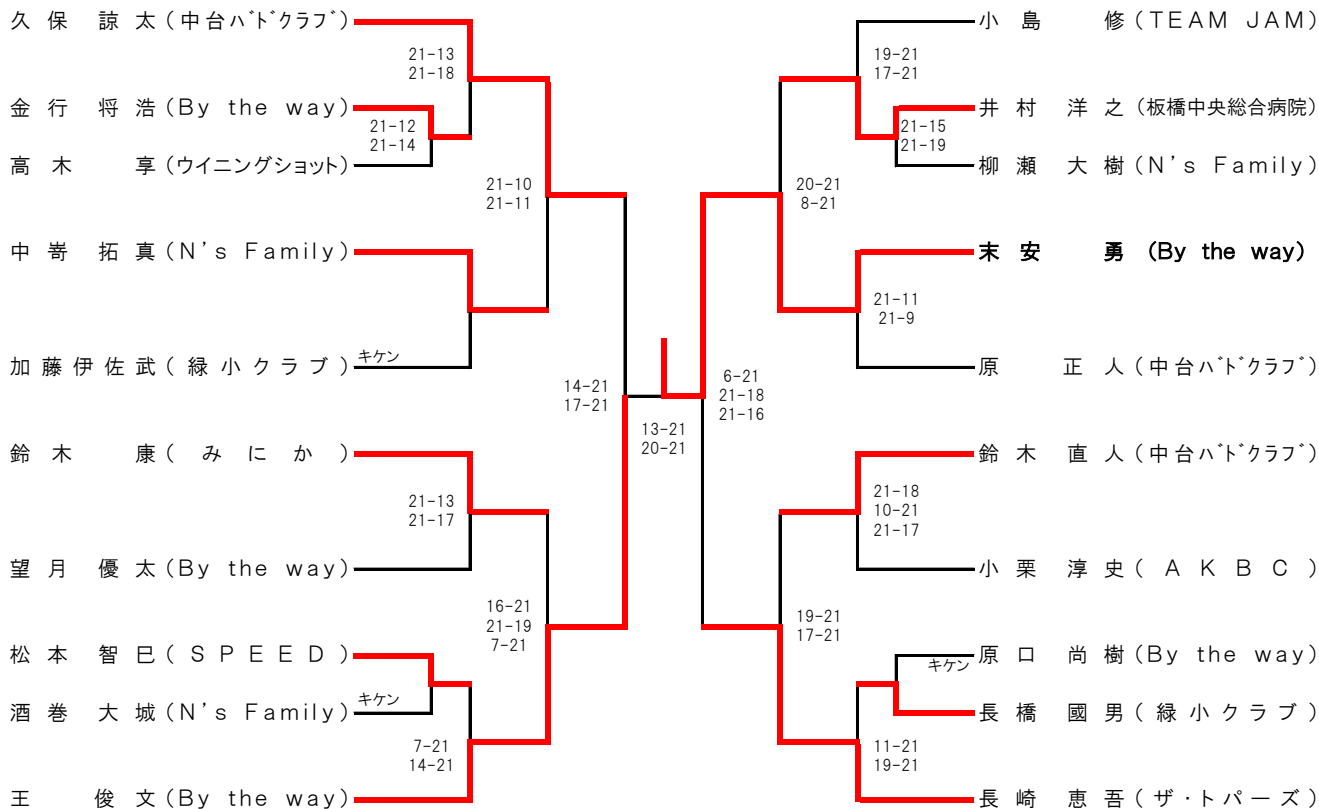 久保 諒太(中台ハﾞﾄﾞクラブ)
21-13
21-18
金行 将浩(By the way)
21-12
21-14
高木 享(ウイニングショット)
21-10
21-11
中嵜 拓真(N's Family)
加藤伊佐武(緑小クラブ)
キケン
14-21
17-21
鈴木 康(みにか)
21-13
21-17
望月 優太(By the way)
16-21
21-19
7-21
松本 智巳(SPEED)
酒巻 大城(N's Family)
キケン
7-21
14-21
王 俊文(By the way)
13-21
20-21
小島 修(TEAM JAM)
19-21
17-21
井村 洋之(板橋中央総合病院)
21-15
21-19
柳瀬 大樹(N's Family)
20-21
8-21
末安 勇 (By the way)
21-11
21-9
原 正人(中台ハﾞﾄﾞクラブ)
6-21
21-18
21-16
鈴木 直人(中台ハﾞﾄﾞクラブ)
21-18
10-21
21-17
小栗 淳史(AKBC)
19-21
17-21
原口 尚樹(By the way)
キケン
長橋 國男(緑小クラブ)
11-21
19-21
長崎 恵吾(ザ・トパーズ)